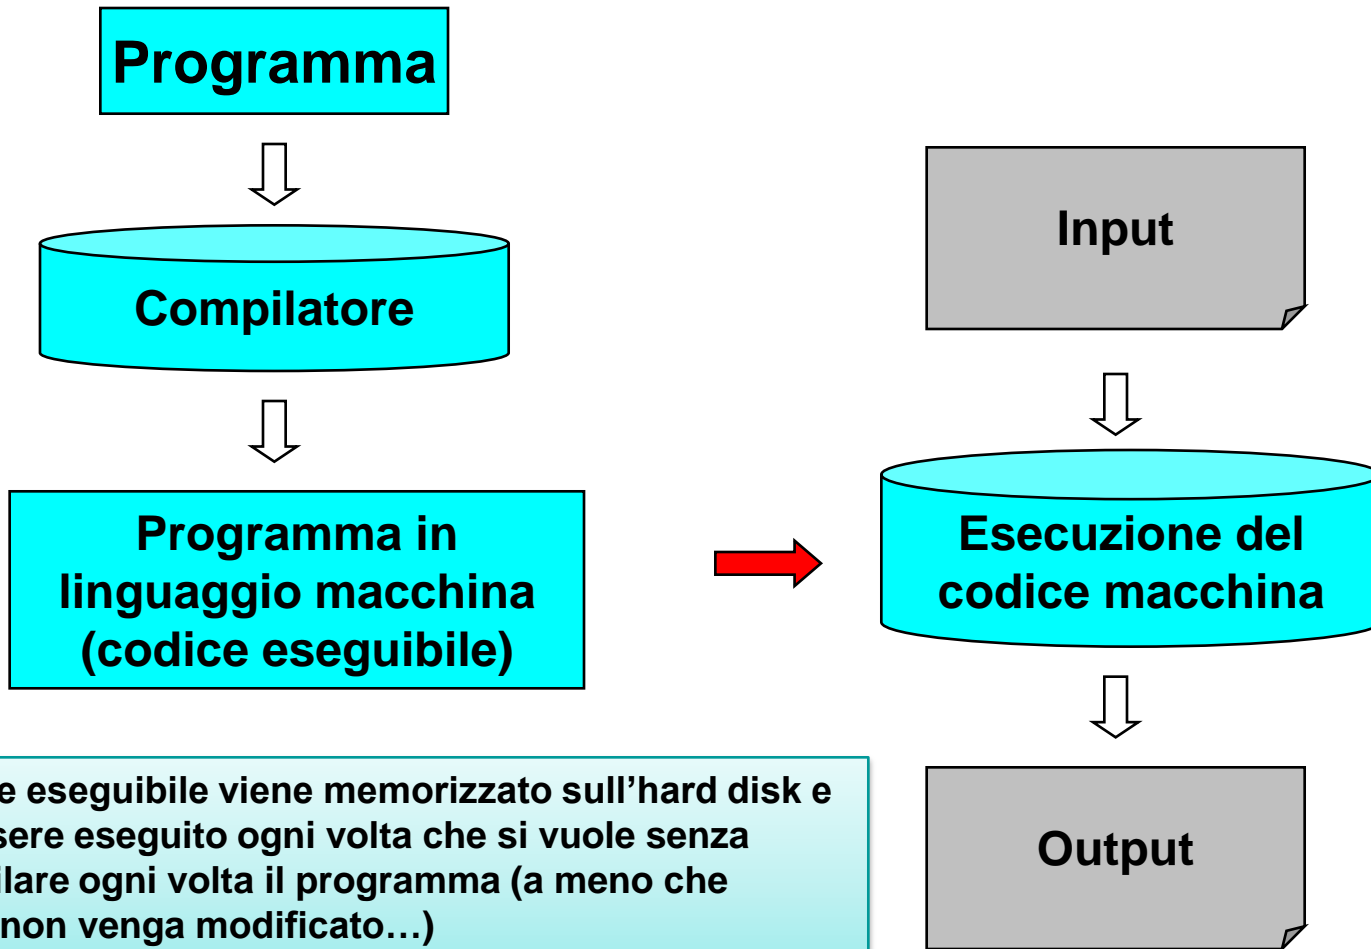 Programma
Compilatore
Programma in
linguaggio macchina
(codice eseguibile)
Input
Esecuzione del
codice macchina
Output
e eseguibile viene memorizzato sull’hard disk e
sere eseguito ogni volta che si vuole senza
ilare ogni volta il programma (a meno che
non venga modificato…)